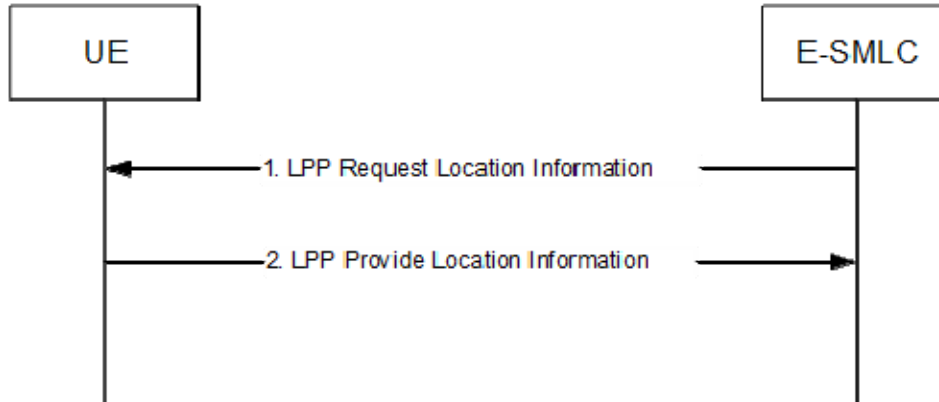 UE
E-SMLC
1. LPP Request Location Information
2. LPP Provide Location Information